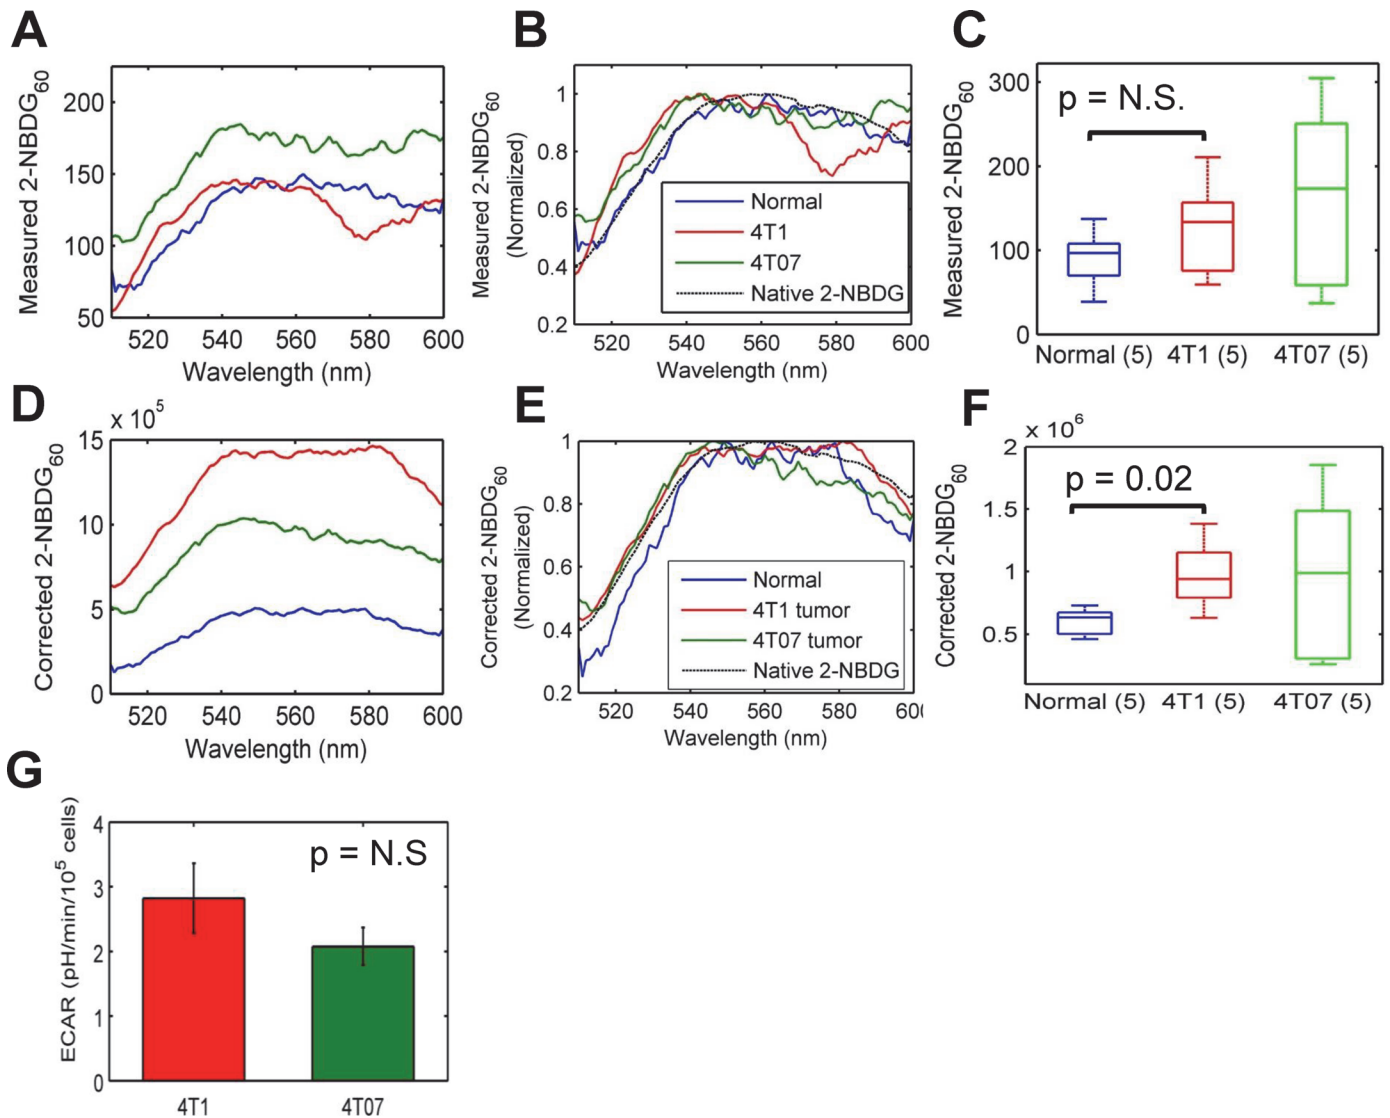 A
Measured 2-NBDG60
200
150
100
50
520 540 560 580 600
Wavelength (nm)
B
Measured 2-NBDG60
(Normalized)
1
0.8
0.6
0.4
0.2
Normal
4T1
4T07
Native 2-NBDG
520 540 560 580 600
Wavelength (nm)
C
Measured 2-NBDG60
300
200
100
0
p = N.S.
Normal (5) 4T1 (5) 4T07 (5)
D
x 10^5
Corrected 2-NBDG60
15
10
5
0
520 540 560 580 600
Wavelength (nm)
E
Corrected 2-NBDG60
(Normalized)
1
0.8
0.6
0.4
0.2
Normal
4T1 tumor
4T07 tumor
Native 2-NBDG
520 540 560 580 60
Wavelength (nm)
F
x 10^6
Corrected 2-NBDG60
2
1.5
1
0.5
p = 0.02
Normal (5) 4T1 (5) 4T07 (5)
G
ECAR (pH/min/10^5 cells)
4
3
2
1
0
p = N.S
4T1 4T07